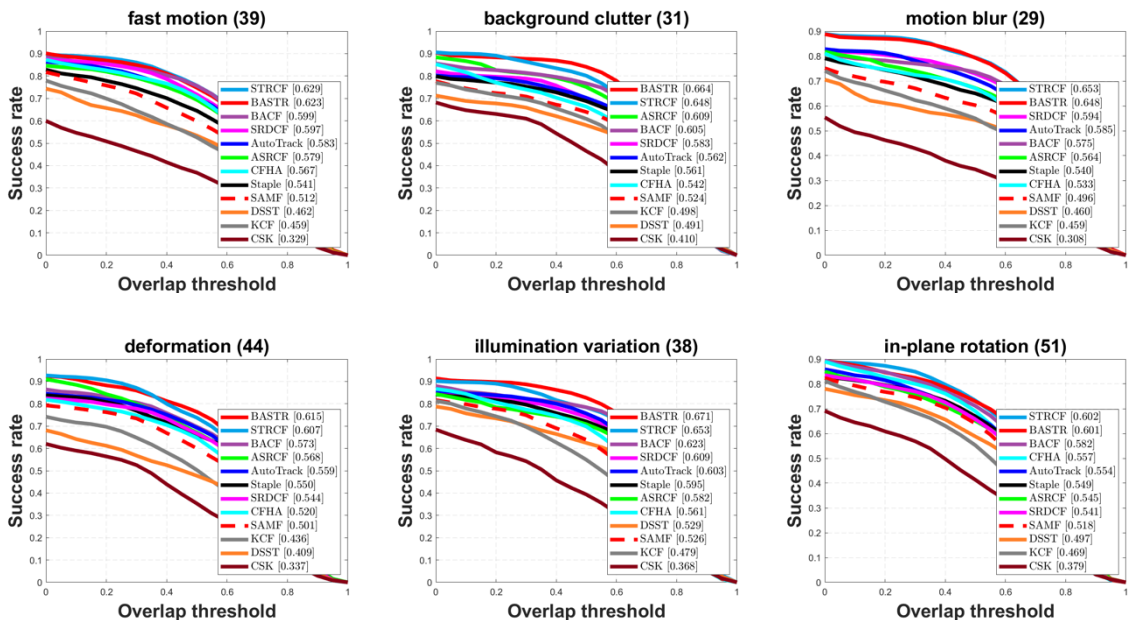 fast motion (39)
1
0.9
0.8
0.7
0.6
0.5
0.4
0.3
0.2
0.1
0
0
0.2
0.4
0.6
0.8
1
Success rate
Overlap threshold
STRCF [0.629]
BASTR [0.623]
BACF [0.599]
SRDCF [0.597]
AutoTrack [0.583]
ASRCF [0.579]
CFHA [0.567]
Staple [0.541]
SAMF [0.512]
DSST [0.462]
KCF [0.459]
CSK [0.329]
background clutter (31)
1
0.9
0.8
0.7
0.6
0.5
0.4
0.3
0.2
0.1
0
0
0.2
0.4
0.6
0.8
1
Success rate
Overlap threshold
BASTR [0.664]
STRCF [0.648]
ASRCF [0.609]
BACF [0.605]
SRDCF [0.583]
AutoTrack [0.562]
Staple [0.561]
CFHA [0.542]
SAMF [0.524]
KCF [0.498]
DSST [0.491]
CSK [0.410]
motion blur (29)
0.9
0.8
0.7
0.6
0.5
0.4
0.3
0.2
0.1
0
0
0.2
0.4
0.6
0.8
1
Success rate
Overlap threshold
STRCF [0.653]
BASTR [0.648]
SRDCF [0.594]
AutoTrack [0.585]
BACF [0.575]
ASRCF [0.564]
Staple [0.540]
CFHA [0.533]
SAMF [0.496]
DSST [0.460]
KCF [0.459]
CSK [0.308]
deformation (44)
1
0.9
0.8
0.7
0.6
0.5
0.4
0.3
0.2
0.1
0
0
0.2
0.4
0.6
0.8
1
Success rate
Overlap threshold
BASTR [0.615]
STRCF [0.607]
BACF [0.573]
ASRCF [0.568]
AutoTrack [0.559]
Staple [0.550]
SRDCF [0.544]
CFHA [0.520]
SAMF [0.501]
KCF [0.436]
DSST [0.409]
CSK [0.337]
illumination variation (38)
1
0.9
0.8
0.7
0.6
0.5
0.4
0.3
0.2
0.1
0
0
0.2
0.4
0.6
0.8
1
Success rate
Overlap threshold
BASTR [0.671]
STRCF [0.653]
BACF [0.623]
SRDCF [0.609]
AutoTrack [0.603]
Staple [0.595]
ASRCF [0.582]
CFHA [0.561]
DSST [0.529]
SAMF [0.526]
KCF [0.479]
CSK [0.368]
in-plane rotation (51)
0.9
0.8
0.7
0.6
0.5
0.4
0.3
0.2
0.1
0
0
0.2
0.4
0.6
0.8
1
Success rate
Overlap threshold
STRCF [0.602]
BASTR [0.601]
BACF [0.582]
CFHA [0.557]
AutoTrack [0.554]
Staple [0.549]
ASRCF [0.545]
SRDCF [0.541]
SAMF [0.518]
DSST [0.497]
KCF [0.469]
CSK [0.379]